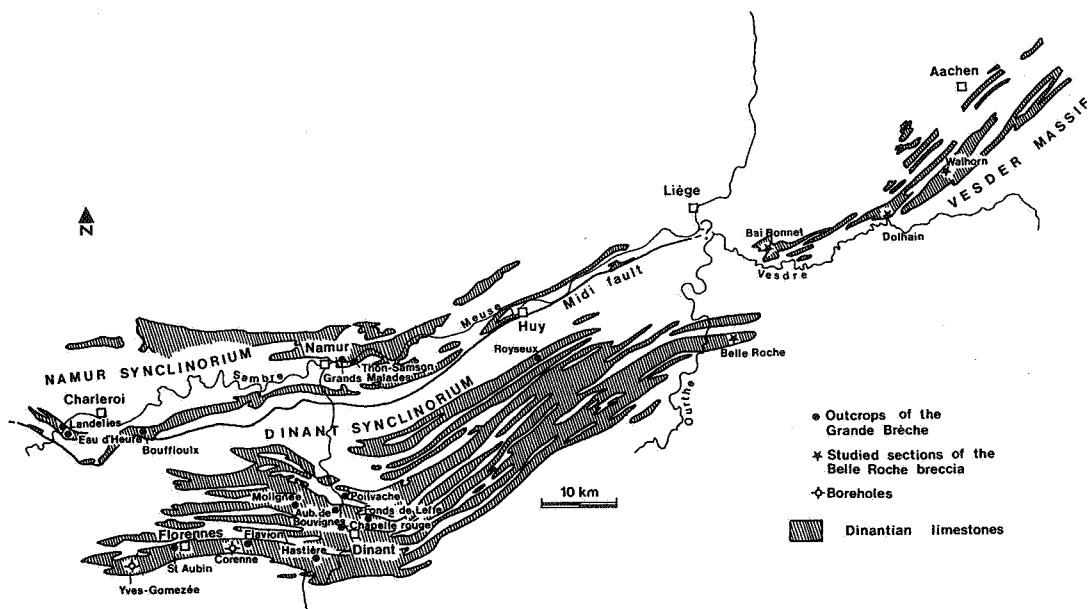 Aachen
Walhorn
VESDER MASSIF
Liège
Bai Bonnet
Dolhain
Vesdre
N
Meuse
Midi fault
Huy
Royseux
Belle Roche
Ourthe
NAMUR SYNCLINORIUM
Namur
Thon-Samson
Grands Malades
Sambre
Charleroi
Landelies
Eau d'Heure
Bouffioulx
DINANT SYNCLINORIUM
Outcrops of the
Grande Brèche
Studied sections of the
Belle Roche breccia
Boreholes
Dinantian limestones
10 km
Molignée
Poilvache
Aub. de
Bouvignes
Fonds de Leffe
Chapelle rouge
Florennes
Flavion
Hastière
Dinant
St Aubin
Corenne
Yves-Gomezée